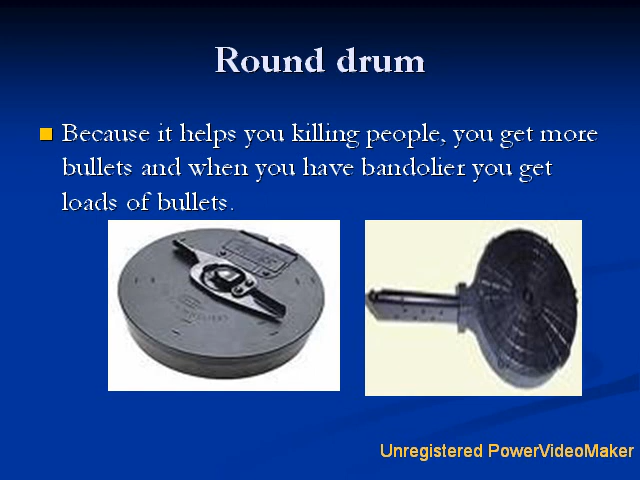 Round drum
Because it helps you killing people, you get more
bullets and when you have bandolier you get
loads of bullets.
Unregistered PowerVideoMaker